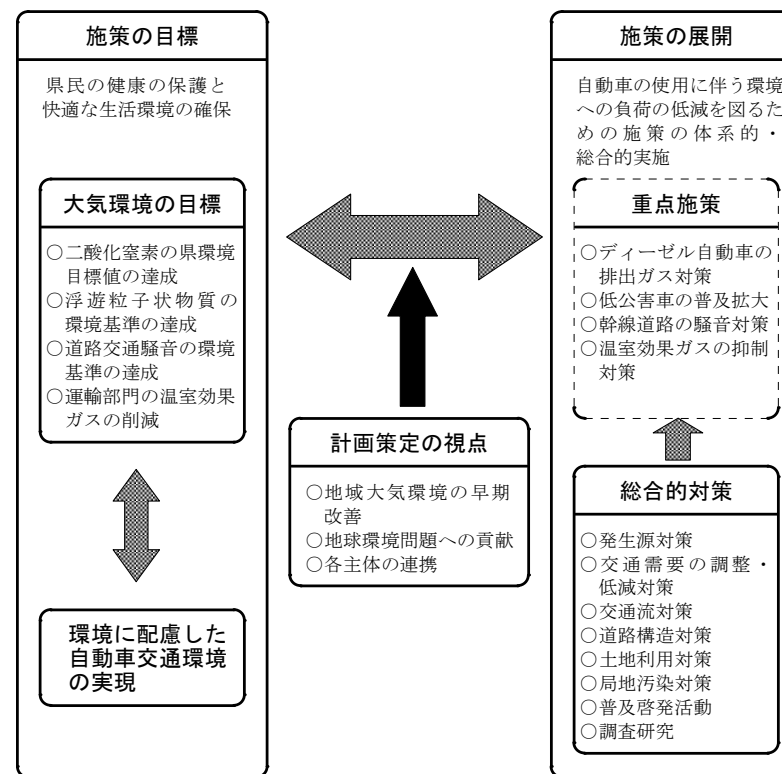 施策の目標
県民の健康の保護と
快適な生活環境の確保
大気環境の目標
○二酸化窒素の県環境
目標値の達成
○浮遊粒子状物質の
環境基準の達成
○道路交通騒音の環境
基準の達成
○運輸部門の温室効果
ガスの削減
環境に配慮した
自動車交通環境
の実現
計画策定の視点
○地域大気環境の早期
改善
○地球環境問題への貢献
○各主体の連携
施策の展開
自動車の使用に伴う環境
への負荷の低減を図るた
めの施策の体系的・
総合的実施
重点施策
○ディーゼル自動車の
排出ガス対策
○低公害車の普及拡大
○幹線道路の騒音対策
○温室効果ガスの抑制
対策
総合的対策
○発生源対策
○交通需要の調整・
低減対策
○交通流対策
○道路構造対策
○土地利用対策
○局地汚染対策
○普及啓発活動
○調査研究